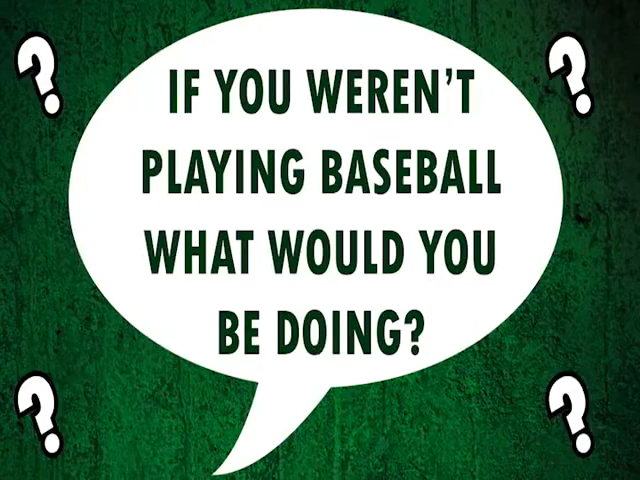 IF YOU WEREN'T
PLAYING BASEBALL
WHAT WOULD YOU
BE DOING?